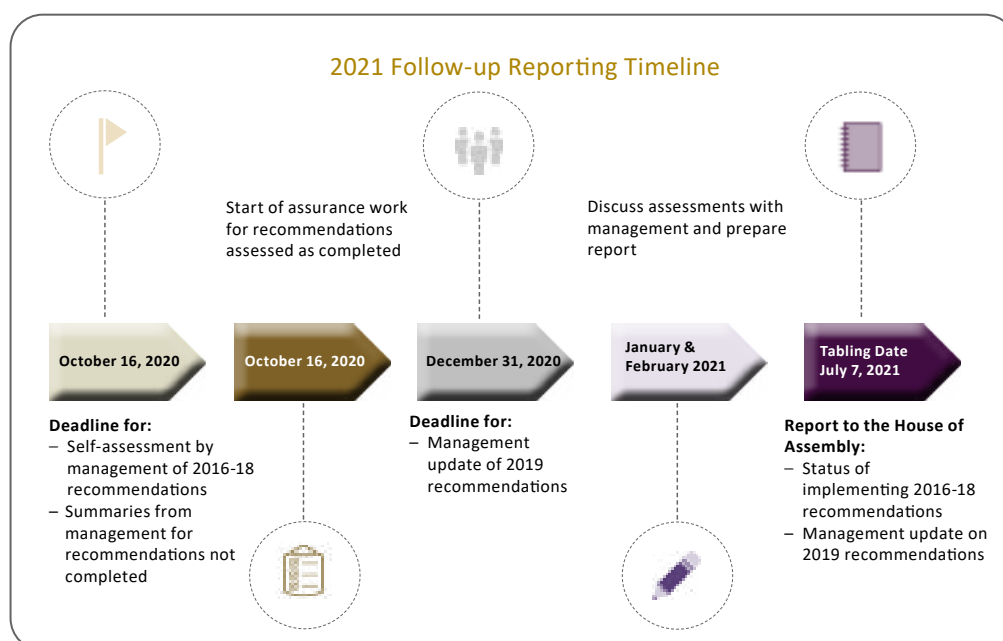 2021 Follow-up Reporting Timeline
Start of assurance work
for recommendations
assessed as completed
Discuss assessments with
management and prepare
report
October 16, 2020
October 16, 2020
December 31, 2020
January &
February 2021
Tabling Date
July 7, 2021
Deadline for:
– Self-assessment by
management of 2016-18
recommendations
– Summaries from
management for
recommendations not
completed
Deadline for:
– Management
update of 2019
recommendations
Report to the House of
Assembly:
– Status of
implementing 2016-18
recommendations
– Management update on
2019 recommendations